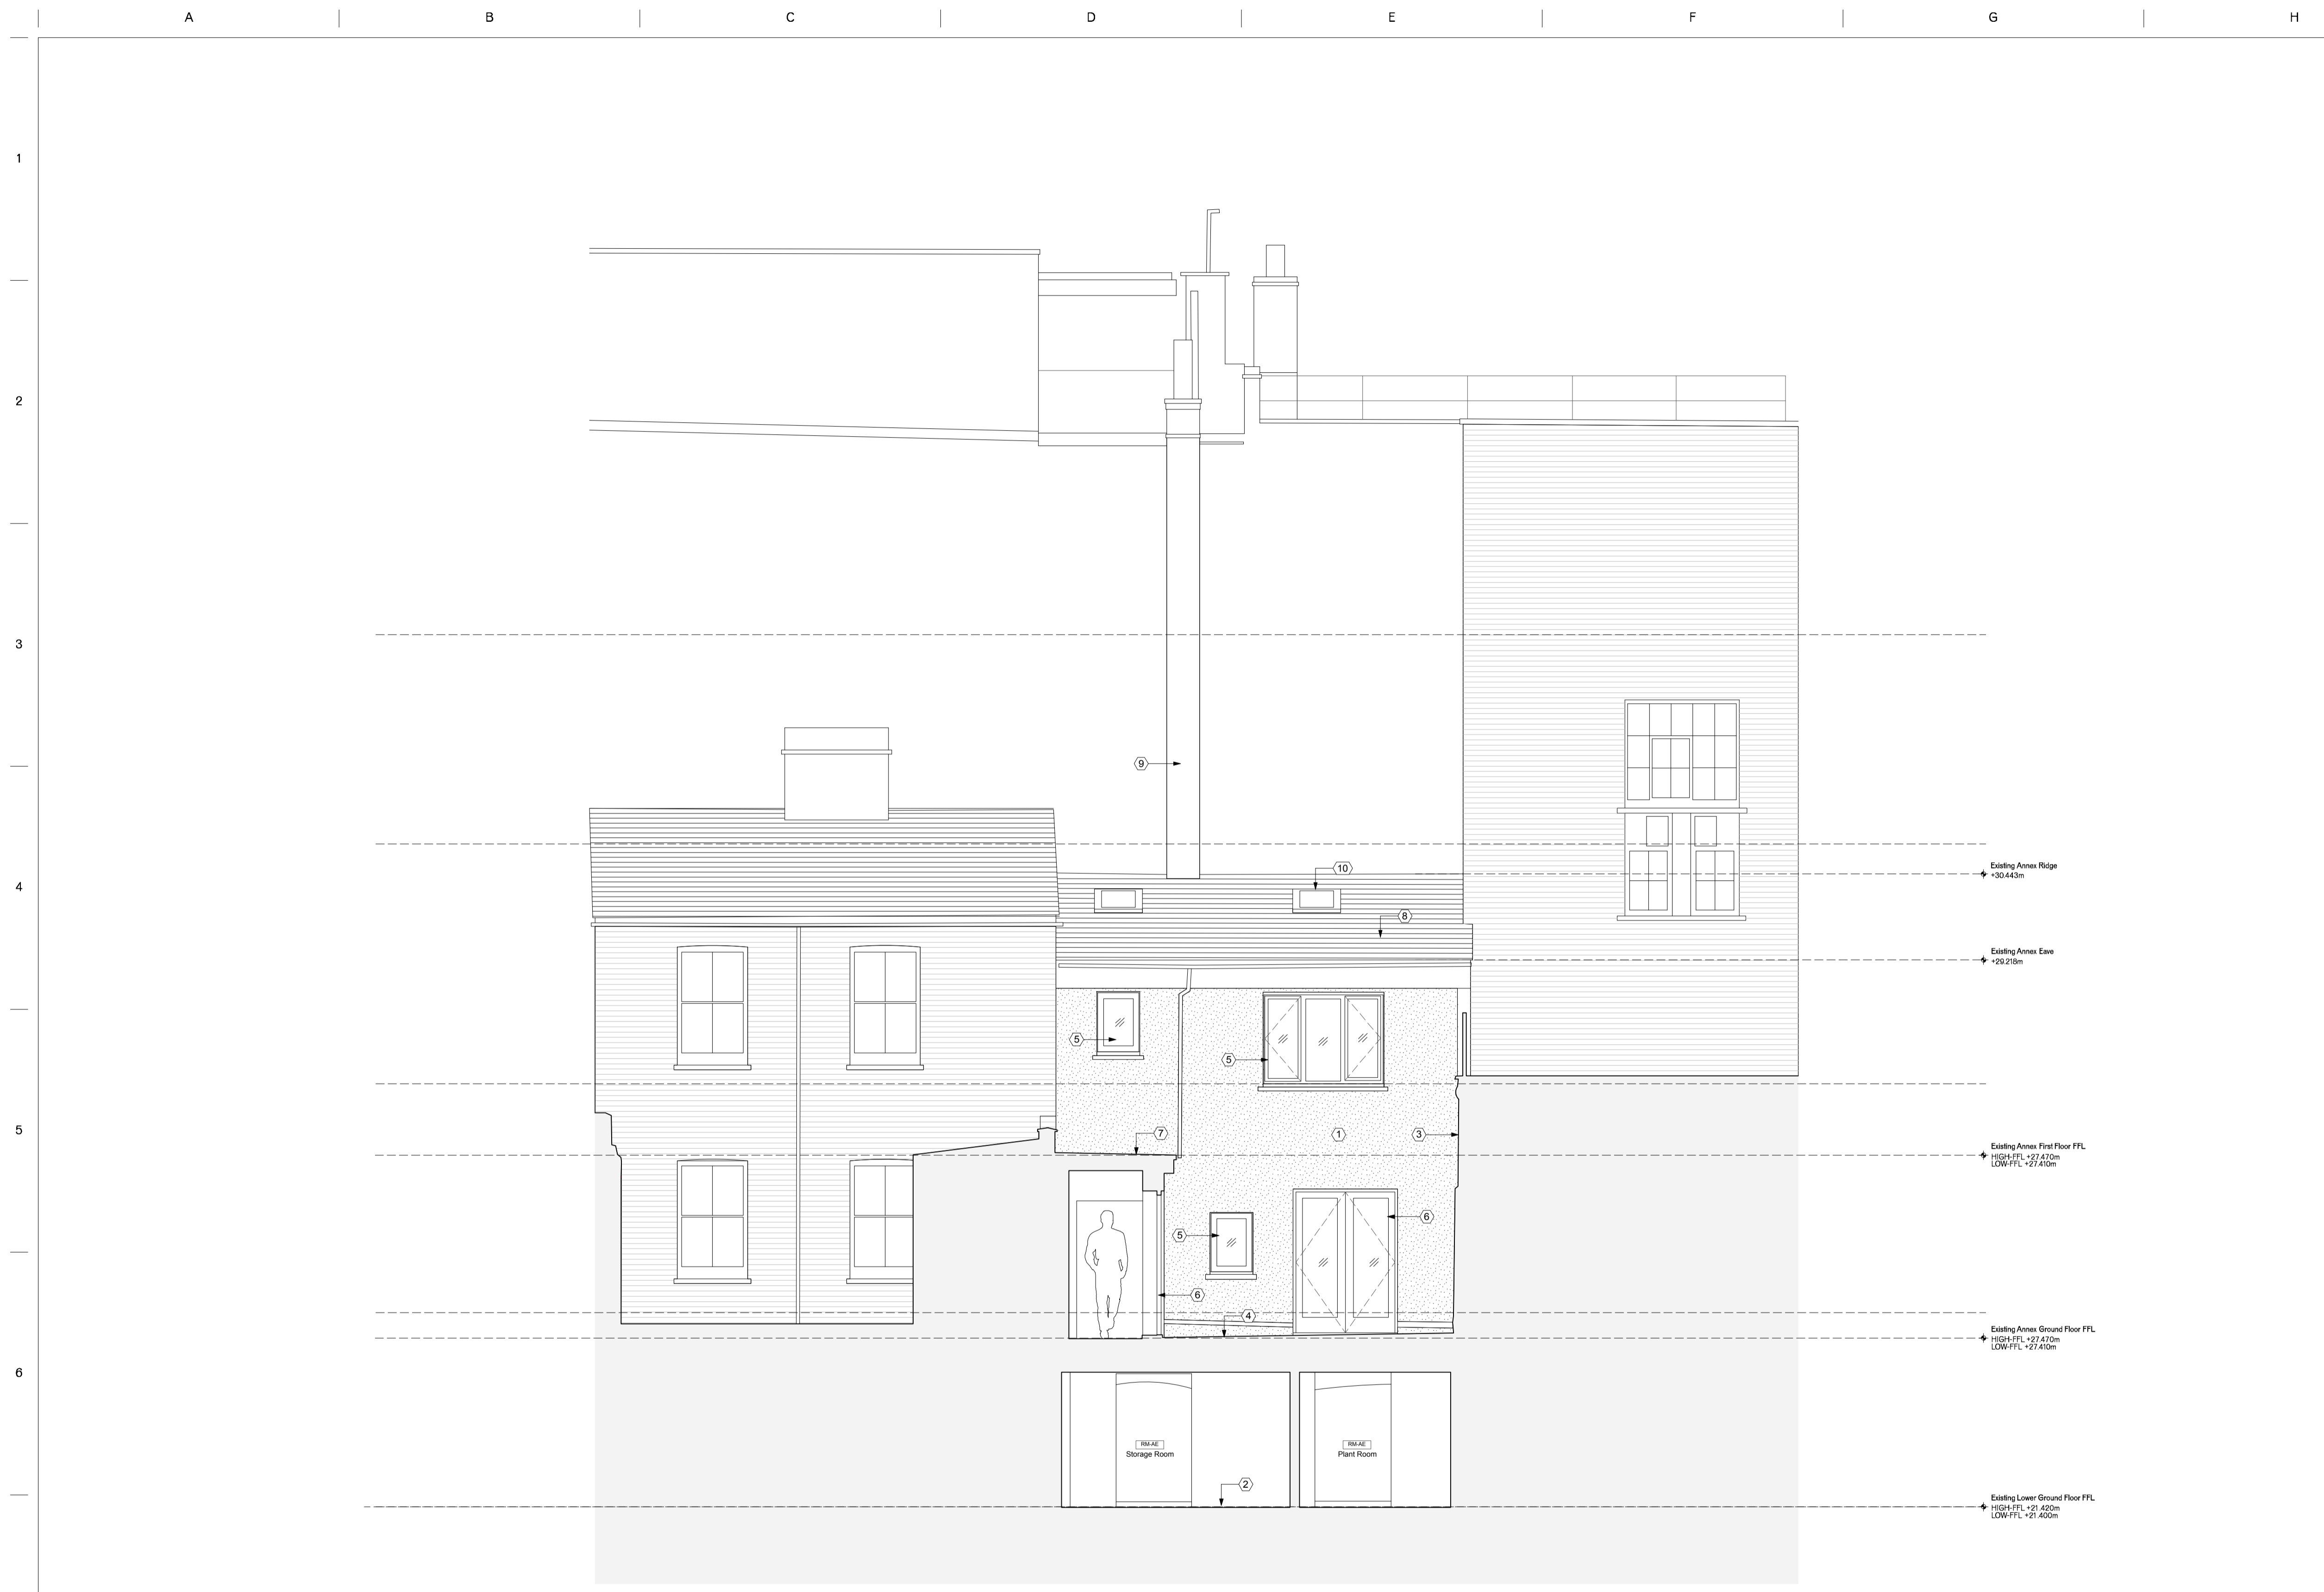 A B C D E F G H
1
2
3
9
4
10
Existing Annex Ridge
+30.443m
8
Existing Annex Eave
+29.218m
5
5
5
7
1
3
Existing Annex First Floor FFL
HIGH-FFL +27.470m
LOW-FFL +27.410m
6
5
6
4
Existing Annex Ground Floor FFL
HIGH-FFL +27.470m
LOW-FFL +27.410m
6
RM-AE
Storage Room
RM-AE
Plant Room
2
Existing Lower Ground Floor FFL
HIGH-FFL +21.420m
LOW-FFL +21.400m